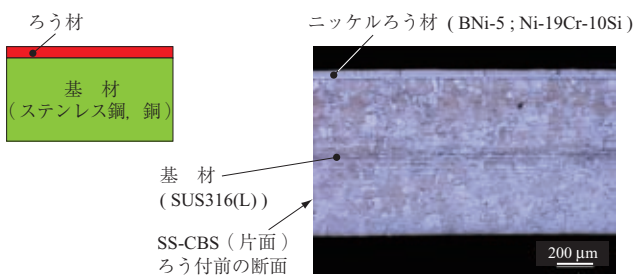 ろう材
基　材
(ステンレス鋼，銅)
ニッケルろう材 ( BNi-5 ; Ni-19Cr-10Si )
基　材
( SUS316(L) )
SS-CBS ( 片面 )
ろう付前の断面
200 µm